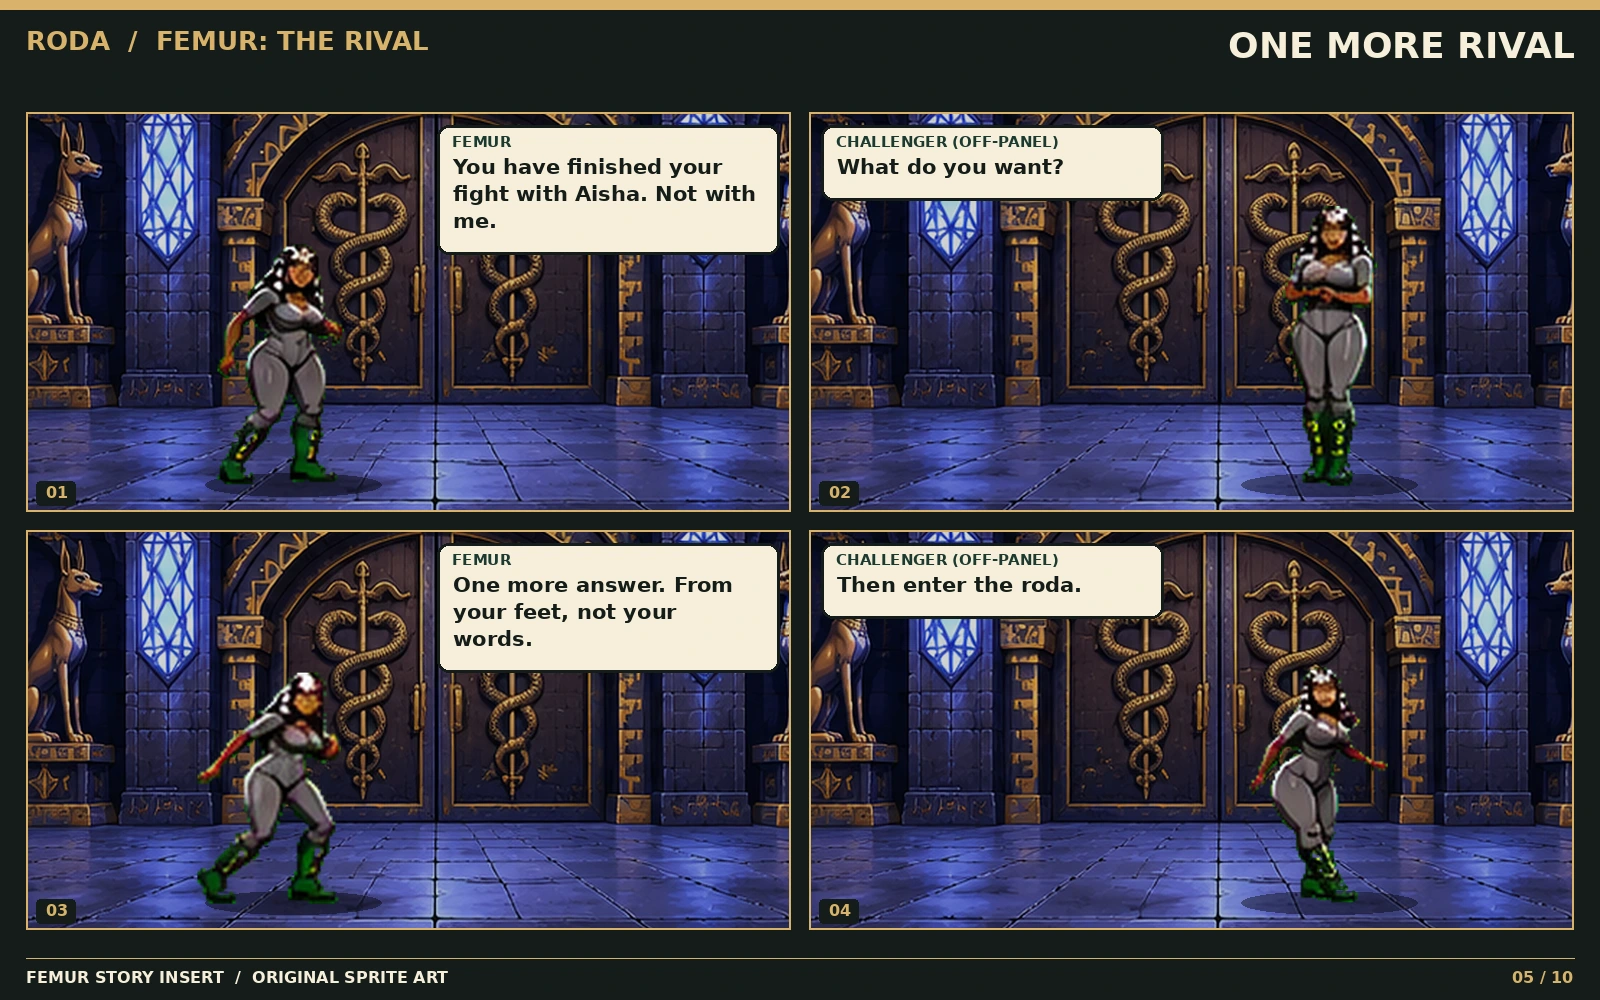 RODA / FEMUR: THE RIVAL
ONE MORE RIVAL
FEMUR
You have finished your
fight with Aisha. Not with
me.
01
CHALLENGER (OFF-PANEL)
What do you want?
02
FEMUR
One more answer. From
your feet, not your
words.
03
CHALLENGER (OFF-PANEL)
Then enter the roda.
04
FEMUR STORY INSERT / ORIGINAL SPRITE ART
05 / 10